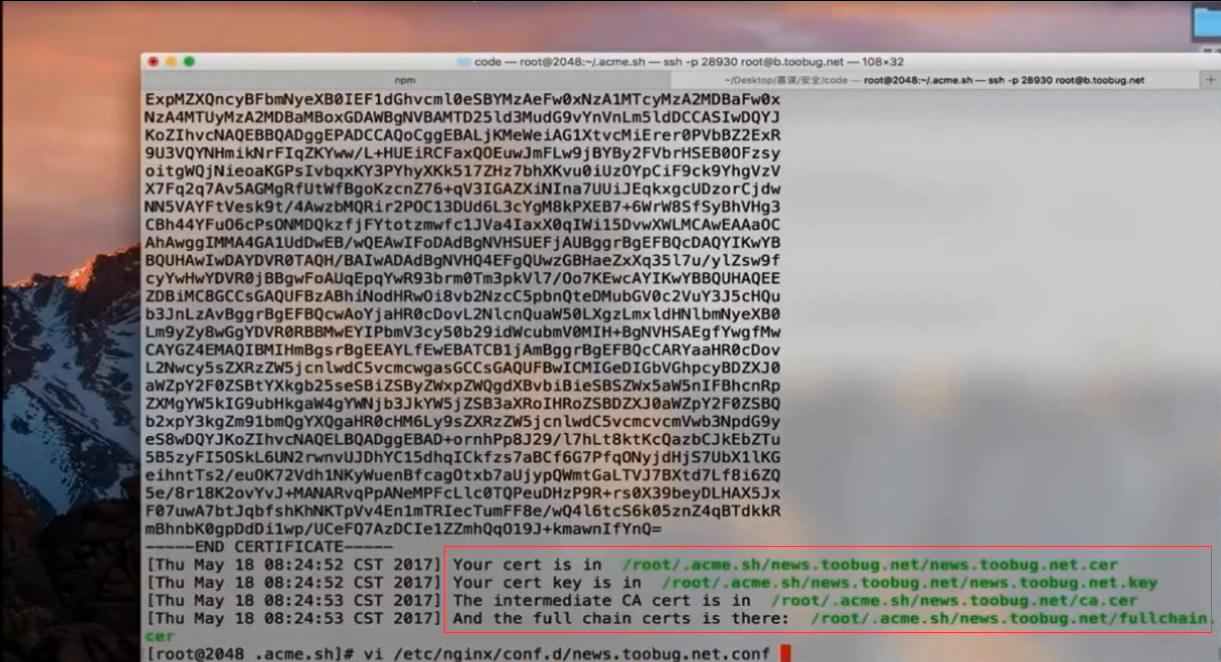 code — root@2048:~/.acme.sh — ssh -p 28930 root@b.toobug.net — 108×32
npm
~/Desktop/慕课/安全/code — root@2048:~/.acme.sh — ssh -p 28930 root@b.toobug.net
ExpMZXQncyBFbmNyeXB0IEF1dGhvcml0eSBYMzAeFw0xNzA1MTcyMzA2MDBaFw0x
NzA4MTUyMzA2MDBaMBoxGDAWBgNVBAMTD25ld3MudG9vYnVnLm5ldDCCASIwDQYJ
KoZIhvcNAQEBBQADggEPADCCAQoCggEBALjKMeWeiAG1XtvcMiErer0PVbBZ2ExR
9U3VQYNHmikNrFIqZKYww/L+HUEiRCFaxQOEuwJmFLw9jBYBy2FVbrHSEB0OFzsy
oitgWQjNieoaKGPsIvbqxKY3PYhyXKk517ZHz7bhXKvu0iUzOYpCiF9ck9YhgVzV
X7Fq2q7Av5AGMgRfUtWfBgoKzcnZ76+qV3IGAZXiNIna7UUiJEqkxgcUDzorCjdw
NN5VAYFtVesk9t/4AwzbMQRir2POC13DUd6L3cYgM8kPXEB7+6WrW8SfSyBhVHg3
CBh44YFuO6cPsONMDQkzfjFYtotzmwfc1JVa4IaxX0qIWi15DvwXWLMCAwEAAaOC
AhAwggIMMA4GA1UdDwEB/wQEAwIFoDAdBgNVHSUEFjAUBggrBgEFBQcDAQYIKwYB
BQUHAwIwDAYDVR0TAQH/BAIwADAdBgNVHQ4EFgQUwzGBHaeZxXq35l7u/ylZsw9f
cyYwHwYDVR0jBBgwFoAUqEpqYwR93brm0Tm3pkVl7/Oo7KEwcAYIKwYBBQUHAQEE
ZDBiMC8GCCsGAQUFBzABhiNodHRwOi8vb2NzcC5pbnQteDMubGV0c2VuY3J5cHQu
b3JnLzAvBggrBgEFBQcwAoYjaHR0cDovL2NlcnQuaW50LXgzLmxldHNlbmNyeXB0
Lm9yZy8wGgYDVR0RBBMwEYIPbmV3cy50b29idWcubmV0MIH+BgNVHSAEgfYwgfMw
CAYGZ4EMAQIBMIHmBgsrBgEEAYLfEwEBATCB1jAmBggrBgEFBQcCARYaaHR0cDov
L2Nwcy5sZXRzZW5jcnlwdC5vcmcwgasGCCsGAQUFBwICMIGeDIGbVGhpcyBDZXJ0
aWZpY2F0ZSBtYXkgb25seSBiZSByZWxpZWQgdXBvbiBieSBSZWx5aW5nIFBhcnRp
ZXMgYW5kIG9ubHkgaW4gYWNjb3JkYW5jZSB3aXRoIHRoZSBDZXJ0aWZpY2F0ZSBQ
b2xpY3kgZm91bmQgYXQgaHR0cHM6Ly9sZXRzZW5jcnlwdC5vcmcvcmVwb3NpdG9y
eS8wDQYJKoZIhvcNAQELBQADggEBAD+ornhPp8J29/l7hLt8ktKcQazbCJkEbZTu
5B5zyFI5OSkL6UN2rwnvUJDhYC15dhqICkfzs7aBCf6G7PfqONyjdHjS7UbX1lKG
eihntTs2/euOK72Vdh1NKyWuenBfcagOtxb7aUjypQWmtGaLTVJ7BXtd7Lf8i6ZQ
5e/8r18K2ovYvJ+MANARvqPpANeMPFcLlc0TQPeuDHzP9R+rs0X39beyDLHAX5Jx
F07uwA7btJqbfshKhNKTpVv4En1mTRIecTumFF8e/wQ4l6tcS6k05znZ4qBTdkkR
mBhnbK0gpDdDi1wp/UCeFQ7AzDCIe1ZZmhQqO19J+kmawnIfYnQ=
-----END CERTIFICATE-----
[Thu May 18 08:24:52 CST 2017] Your cert is in /root/.acme.sh/news.toobug.net/news.toobug.net.cer
[Thu May 18 08:24:52 CST 2017] Your cert key is in /root/.acme.sh/news.toobug.net/news.toobug.net.key
[Thu May 18 08:24:53 CST 2017] The intermediate CA cert is in /root/.acme.sh/news.toobug.net/ca.cer
[Thu May 18 08:24:53 CST 2017] And the full chain certs is there: /root/.acme.sh/news.toobug.net/fullchain.
cer
[root@2048 .acme.sh]# vi /etc/nginx/conf.d/news.toobug.net.conf